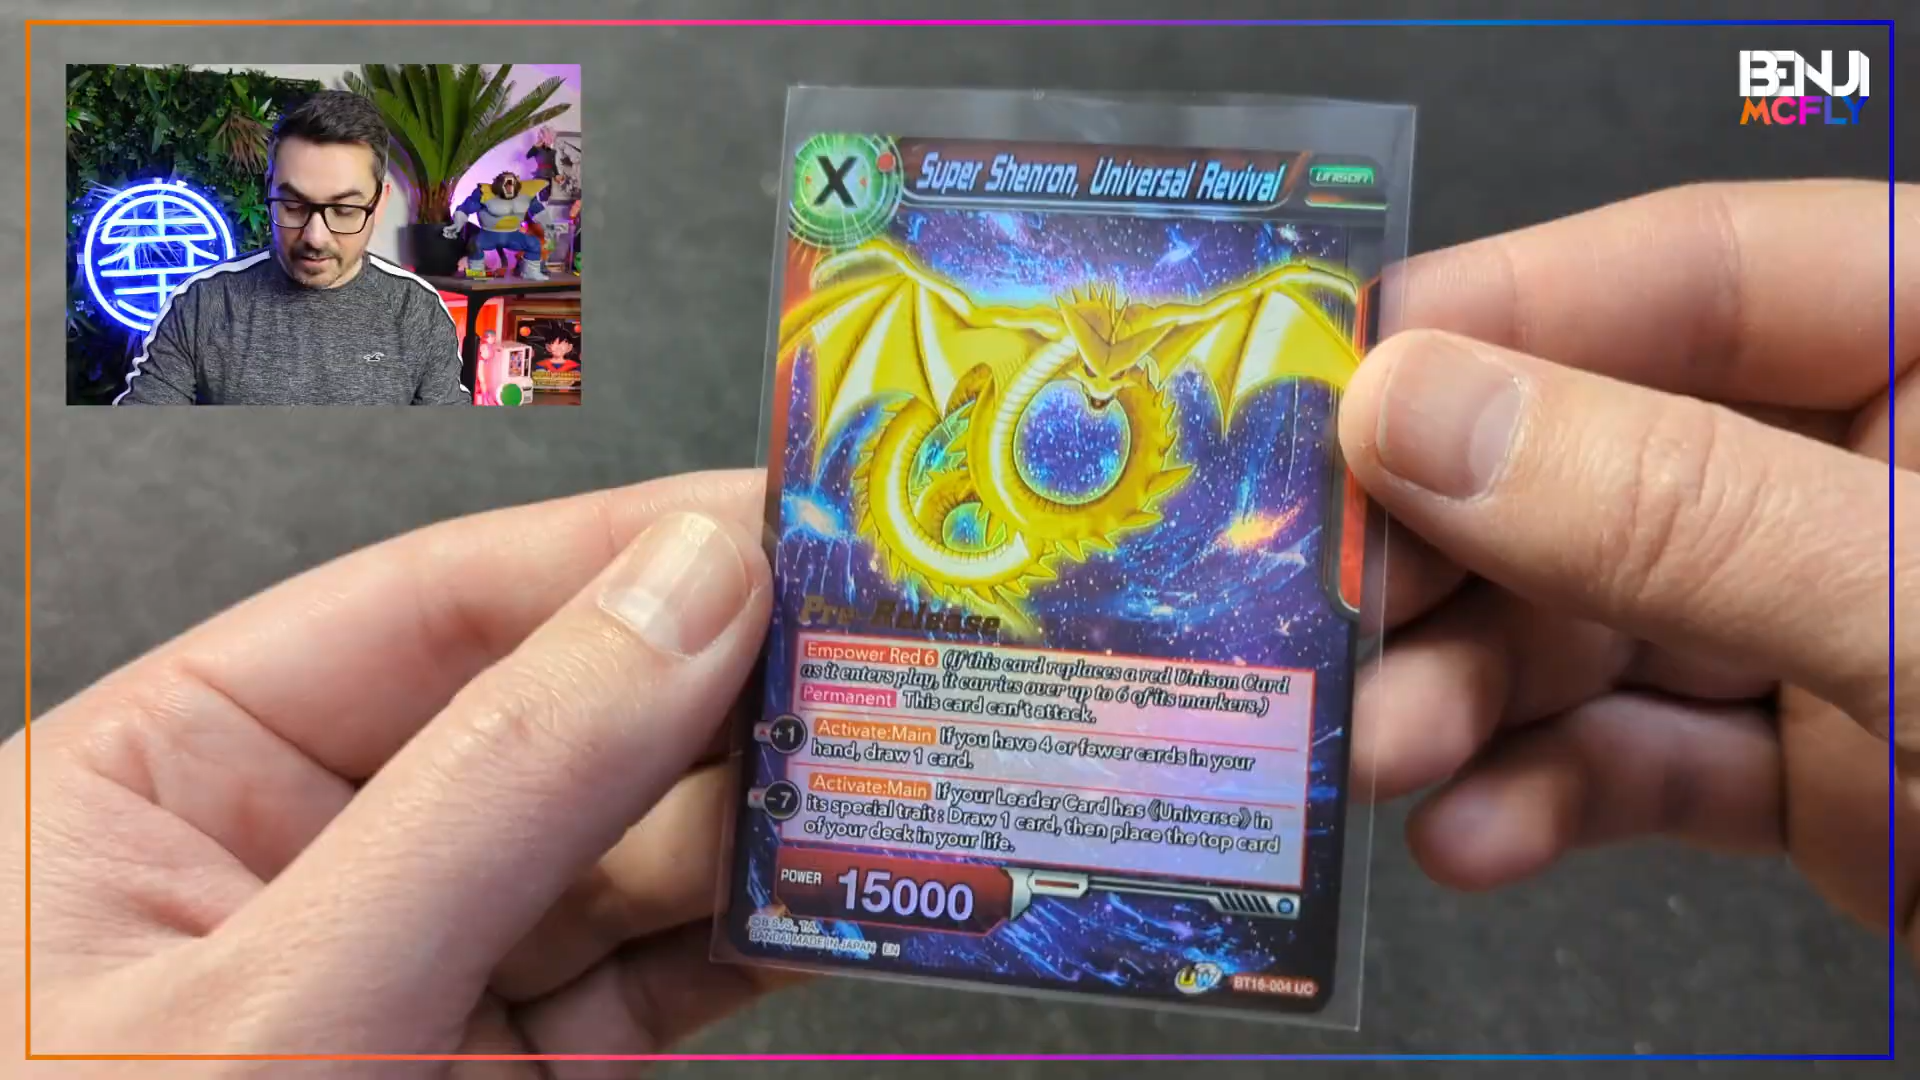 BENJI
MCFLY
X
Super Shenron, Universal Revival
UNISON
Pre-Release
Empower Red 6 (If this card replaces a red Unison Card
as it enters play, it carries over up to 6 of its markers.)
Permanent This card can't attack.
+1 Activate:Main If you have 4 or fewer cards in your
hand, draw 1 card.
-7 Activate:Main If your Leader Card has 《Universe》 in
its special trait : Draw 1 card, then place the top card
of your deck in your life.
POWER 15000
©B.S./S., T.A.
BANDAI MADE IN JAPAN EN
UW
BT16-004 UC